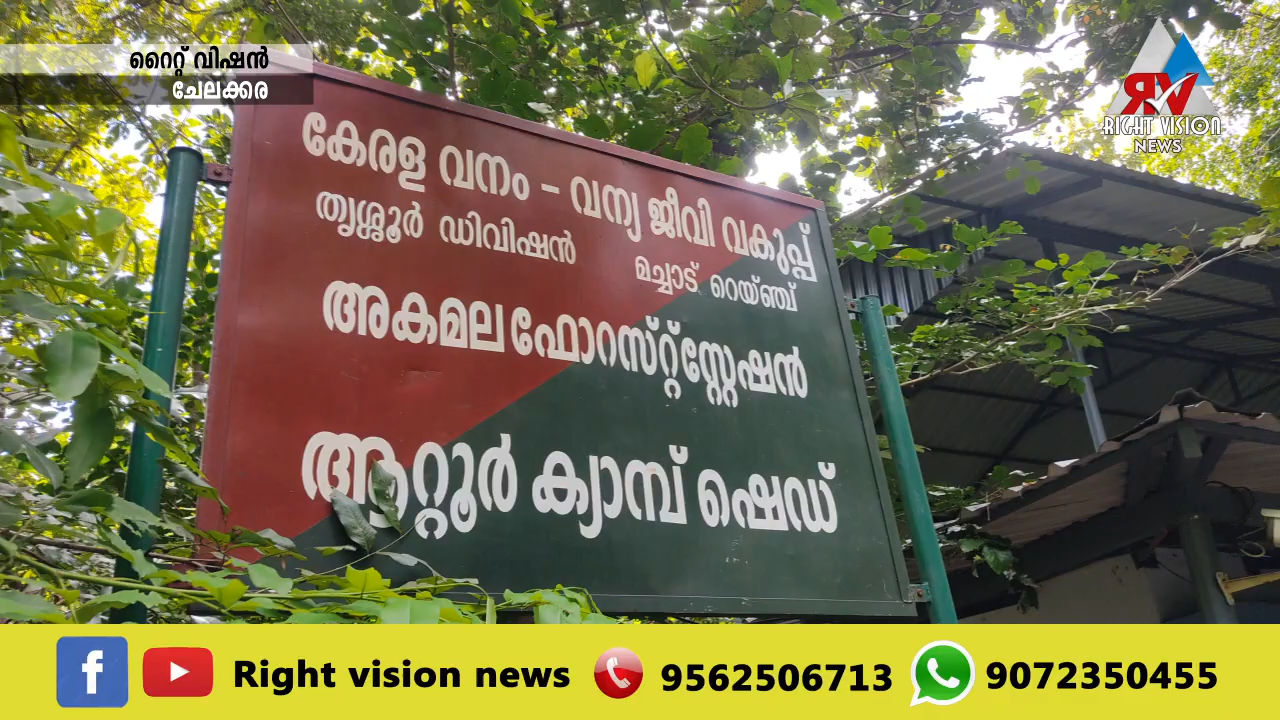 റൈറ്റ് വിഷൻ
ചേലക്കര
RV
RIGHT VISION
NEWS
കേരള വനം - വന്യ ജീവി വകുപ്പ്
തൃശ്ശൂർ ഡിവിഷൻ മച്ചാട് റെയ്ഞ്ച്
അകമല ഫോറസ്റ്റ്സ്റ്റേഷൻ
ആറ്റൂർ ക്യാമ്പ് ഷെഡ്
f Right vision news 9562506713 9072350455